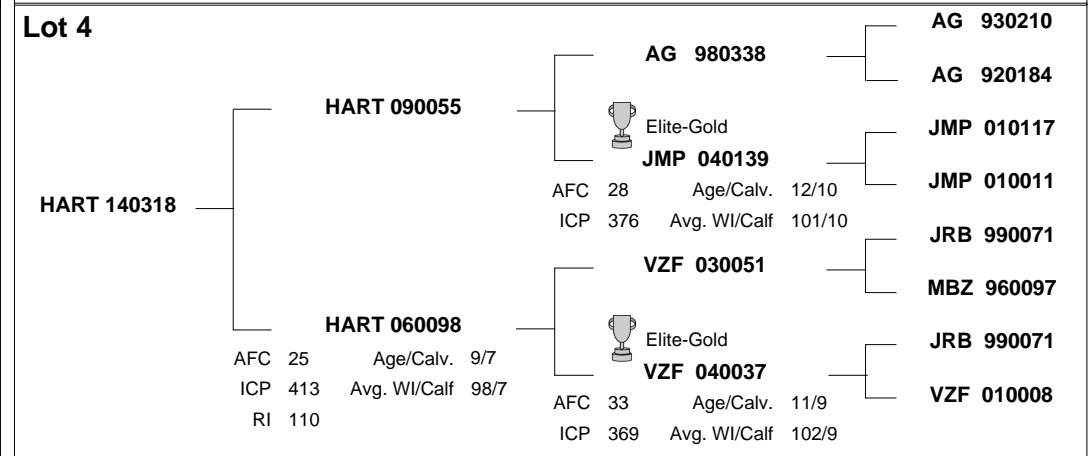 Lot 4
AG 930210
AG 980338
AG 920184
HART 090055
Elite-Gold
JMP 010117
JMP 040139
AFC 28 Age/Calv. 12/10
JMP 010011
HART 140318
ICP 376 Avg. WI/Calf 101/10
JRB 990071
VZF 030051
MBZ 960097
HART 060098
Elite-Gold
JRB 990071
AFC 25 Age/Calv. 9/7
VZF 040037
ICP 413 Avg. WI/Calf 98/7
AFC 33 Age/Calv. 11/9
VZF 010008
RI 110
ICP 369 Avg. WI/Calf 102/9